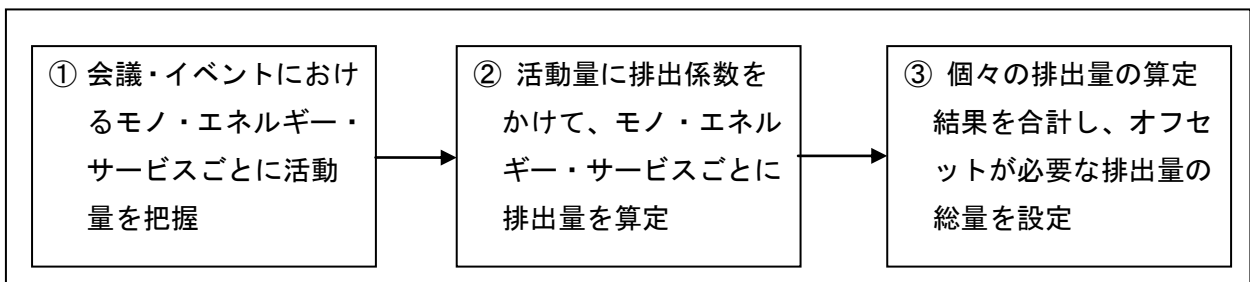 ① 会議・イベントにおけ
るモノ・エネルギー・
サービスごとに活動
量を把握
② 活動量に排出係数を
かけて、モノ・エネル
ギー・サービスごとに
排出量を算定
③ 個々の排出量の算定
結果を合計し、オフセ
ットが必要な排出量の
総量を設定